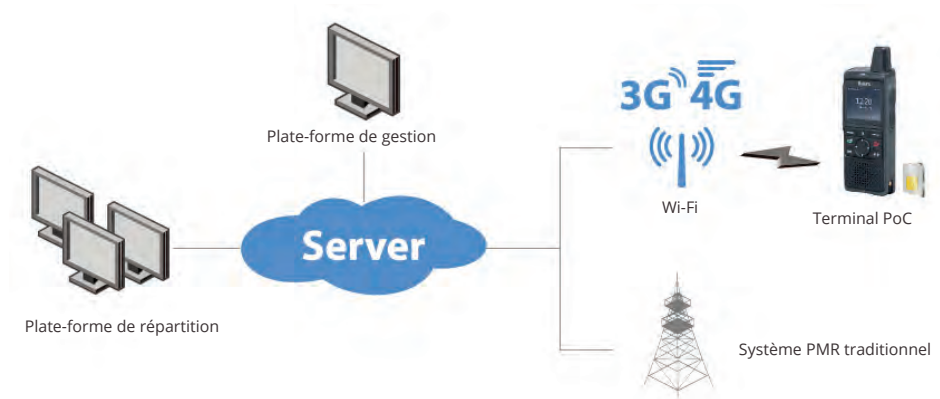 3G 4G
Plate-forme de gestion
Wi-Fi
Terminal PoC
Server
Plate-forme de répartition
Système PMR traditionnel